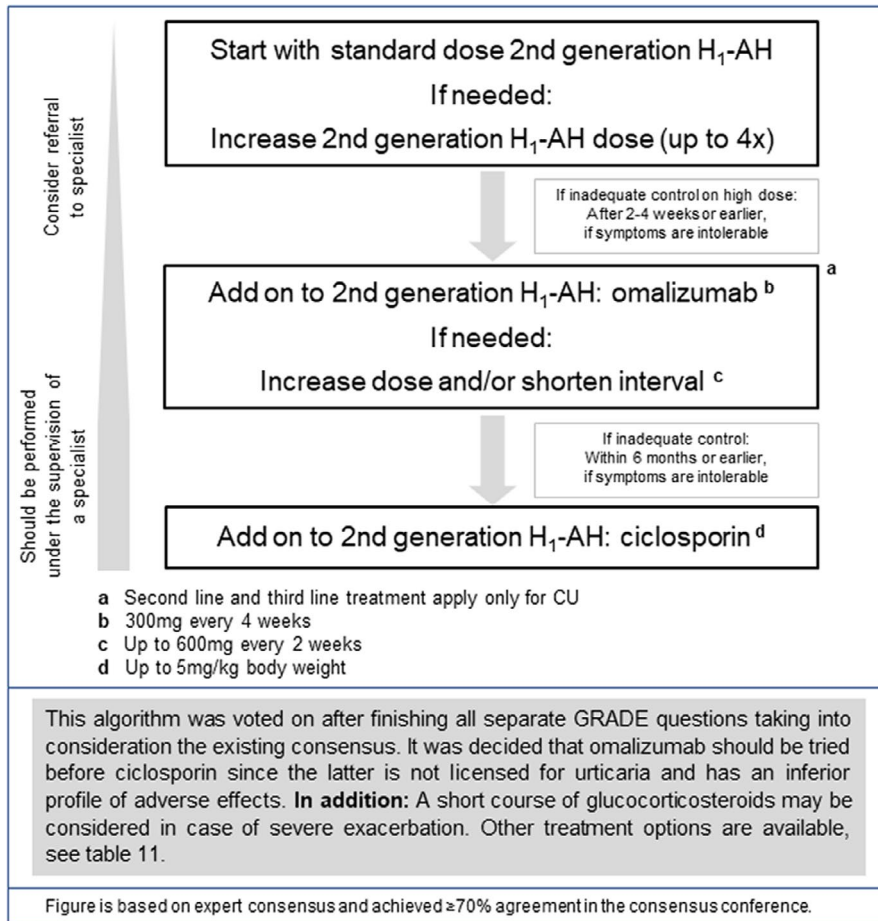 Start with standard dose 2nd generation H₁-AH
If needed:
Increase 2nd generation H₁-AH dose (up to 4x)
Consider referral
to specialist
If inadequate control on high dose:
After 2-4 weeks or earlier,
if symptoms are intolerable
a
Add on to 2nd generation H₁-AH: omalizumab b
If needed:
Increase dose and/or shorten interval c
Should be performed
under the supervision of
a specialist
If inadequate control:
Within 6 months or earlier,
if symptoms are intolerable
Add on to 2nd generation H₁-AH: ciclosporin d
a Second line and third line treatment apply only for CU
b 300mg every 4 weeks
c Up to 600mg every 2 weeks
d Up to 5mg/kg body weight
This algorithm was voted on after finishing all separate GRADE questions taking into
consideration the existing consensus. It was decided that omalizumab should be tried
before ciclosporin since the latter is not licensed for urticaria and has an inferior
profile of adverse effects. In addition: A short course of glucocorticosteroids may be
considered in case of severe exacerbation. Other treatment options are available,
see table 11.
Figure is based on expert consensus and achieved ≥70% agreement in the consensus conference.